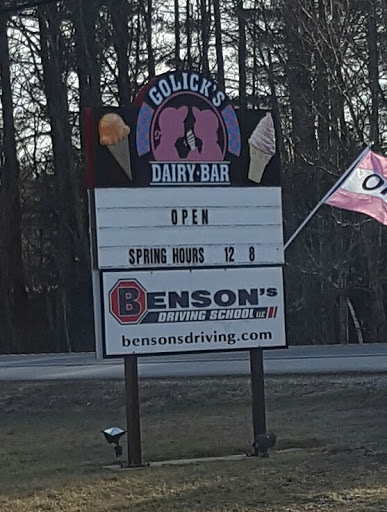 GOLICK'S
DAIRY·BAR
OPEN
SPRING HOURS 12 8
BENSON'S
DRIVING SCHOOL LLC
bensonsdriving.com